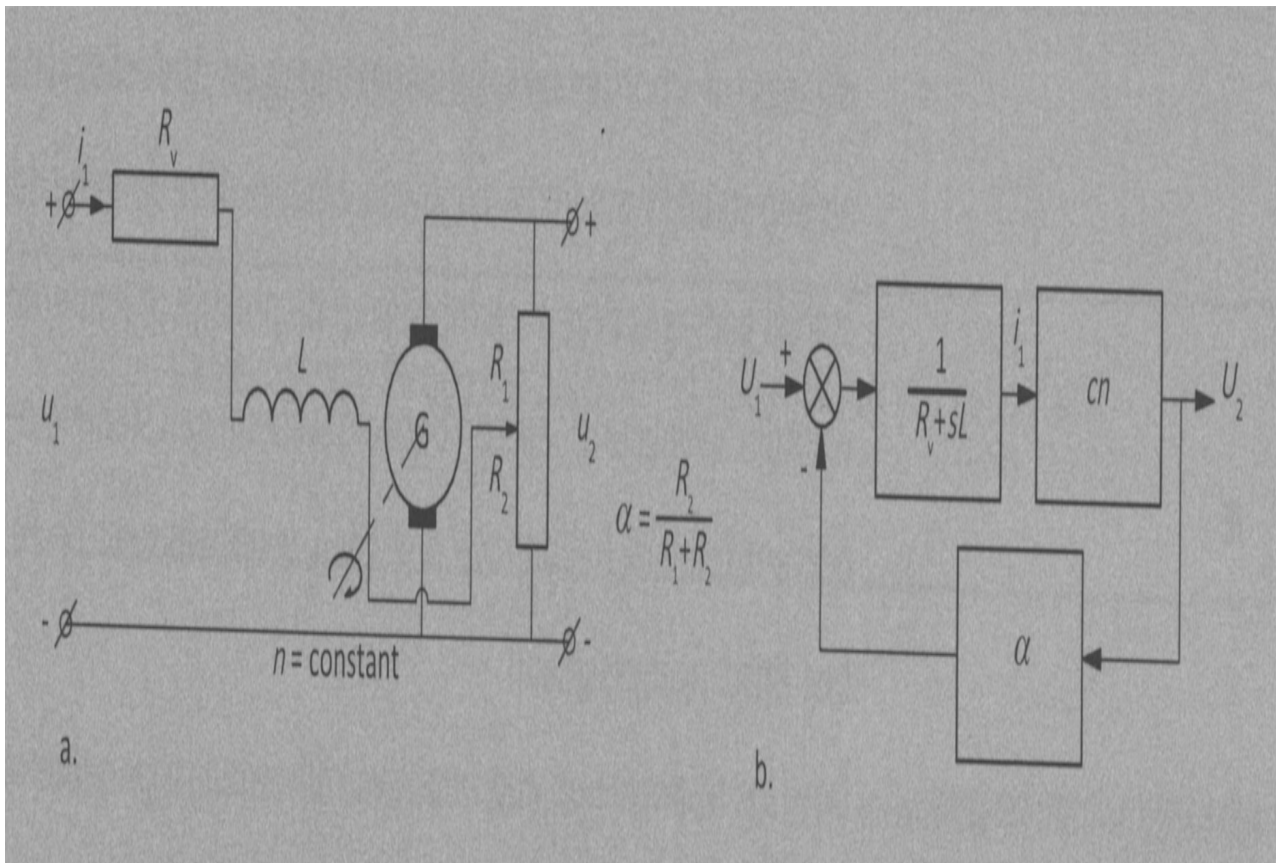 i1
Rv
+
+
L
G
R1
R2
u1
u2
α = R2 / R1+R2
-
-
n = constant
a.
U1
+
-
1
Rv+sL
i1
cn
U2
α
b.